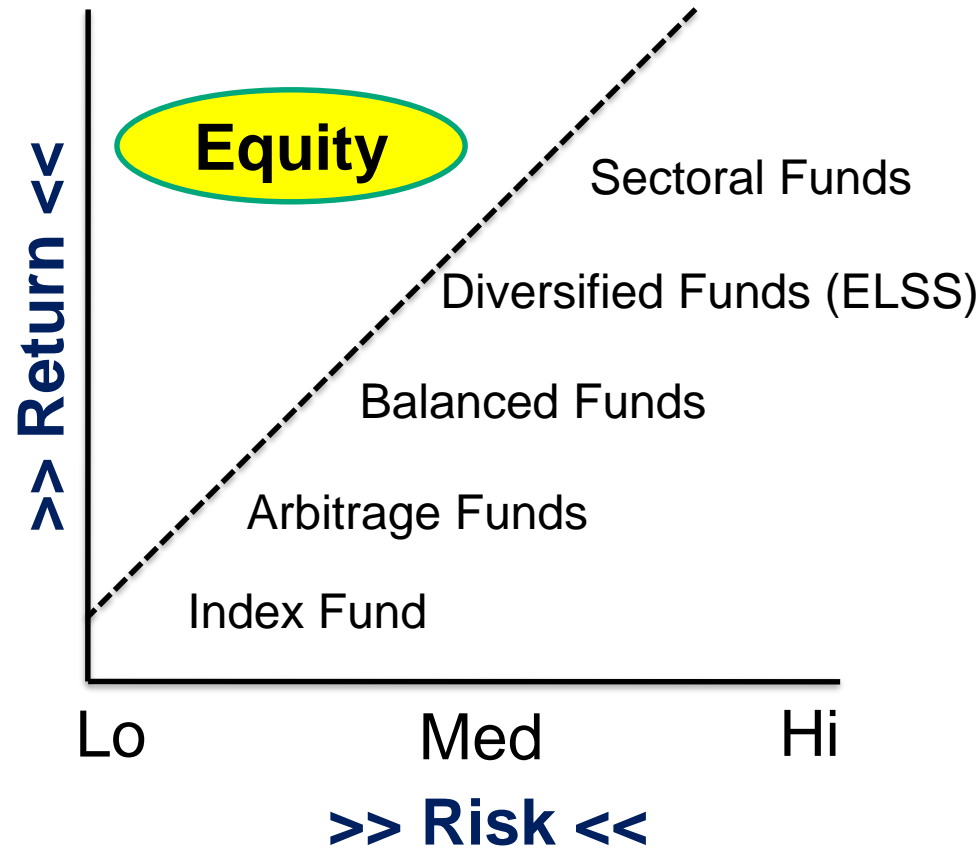 Equity
Sectoral Funds
Diversified Funds (ELSS)
Balanced Funds
Arbitrage Funds
Index Fund
>> Return <<
Lo Med Hi
>> Risk <<